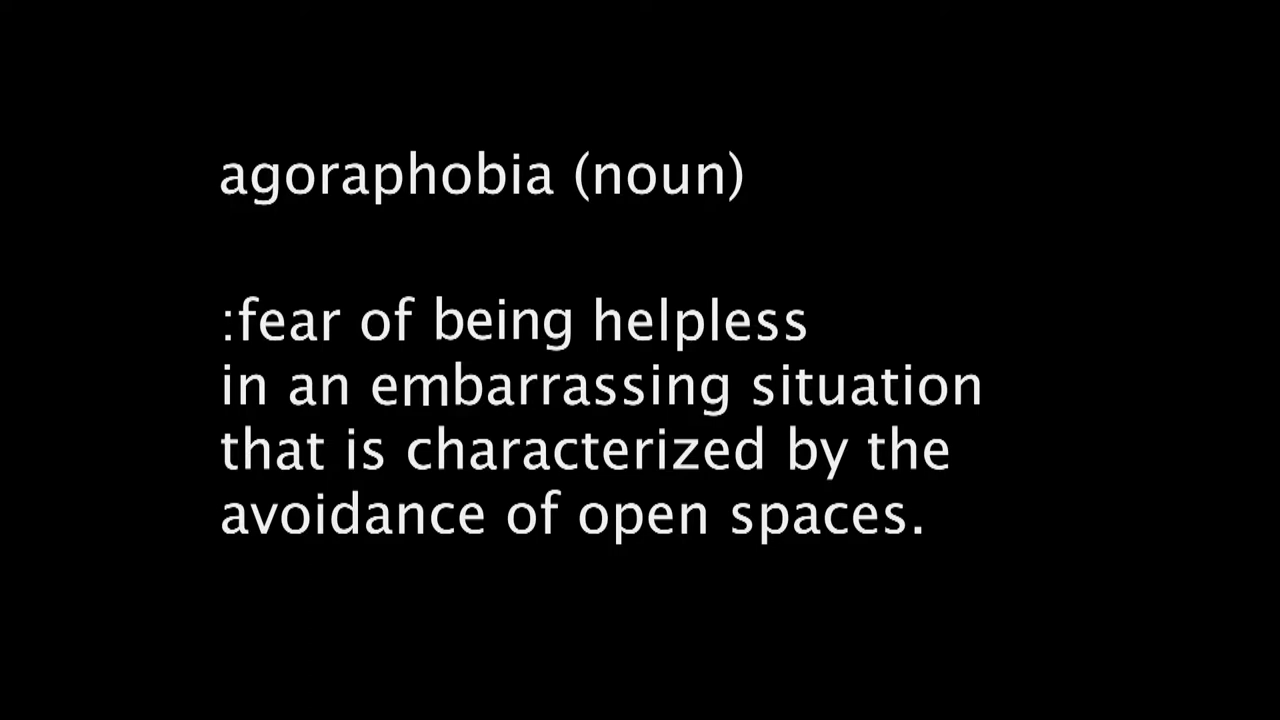 agoraphobia (noun)
:fear of being helpless
in an embarrassing situation
that is characterized by the
avoidance of open spaces.